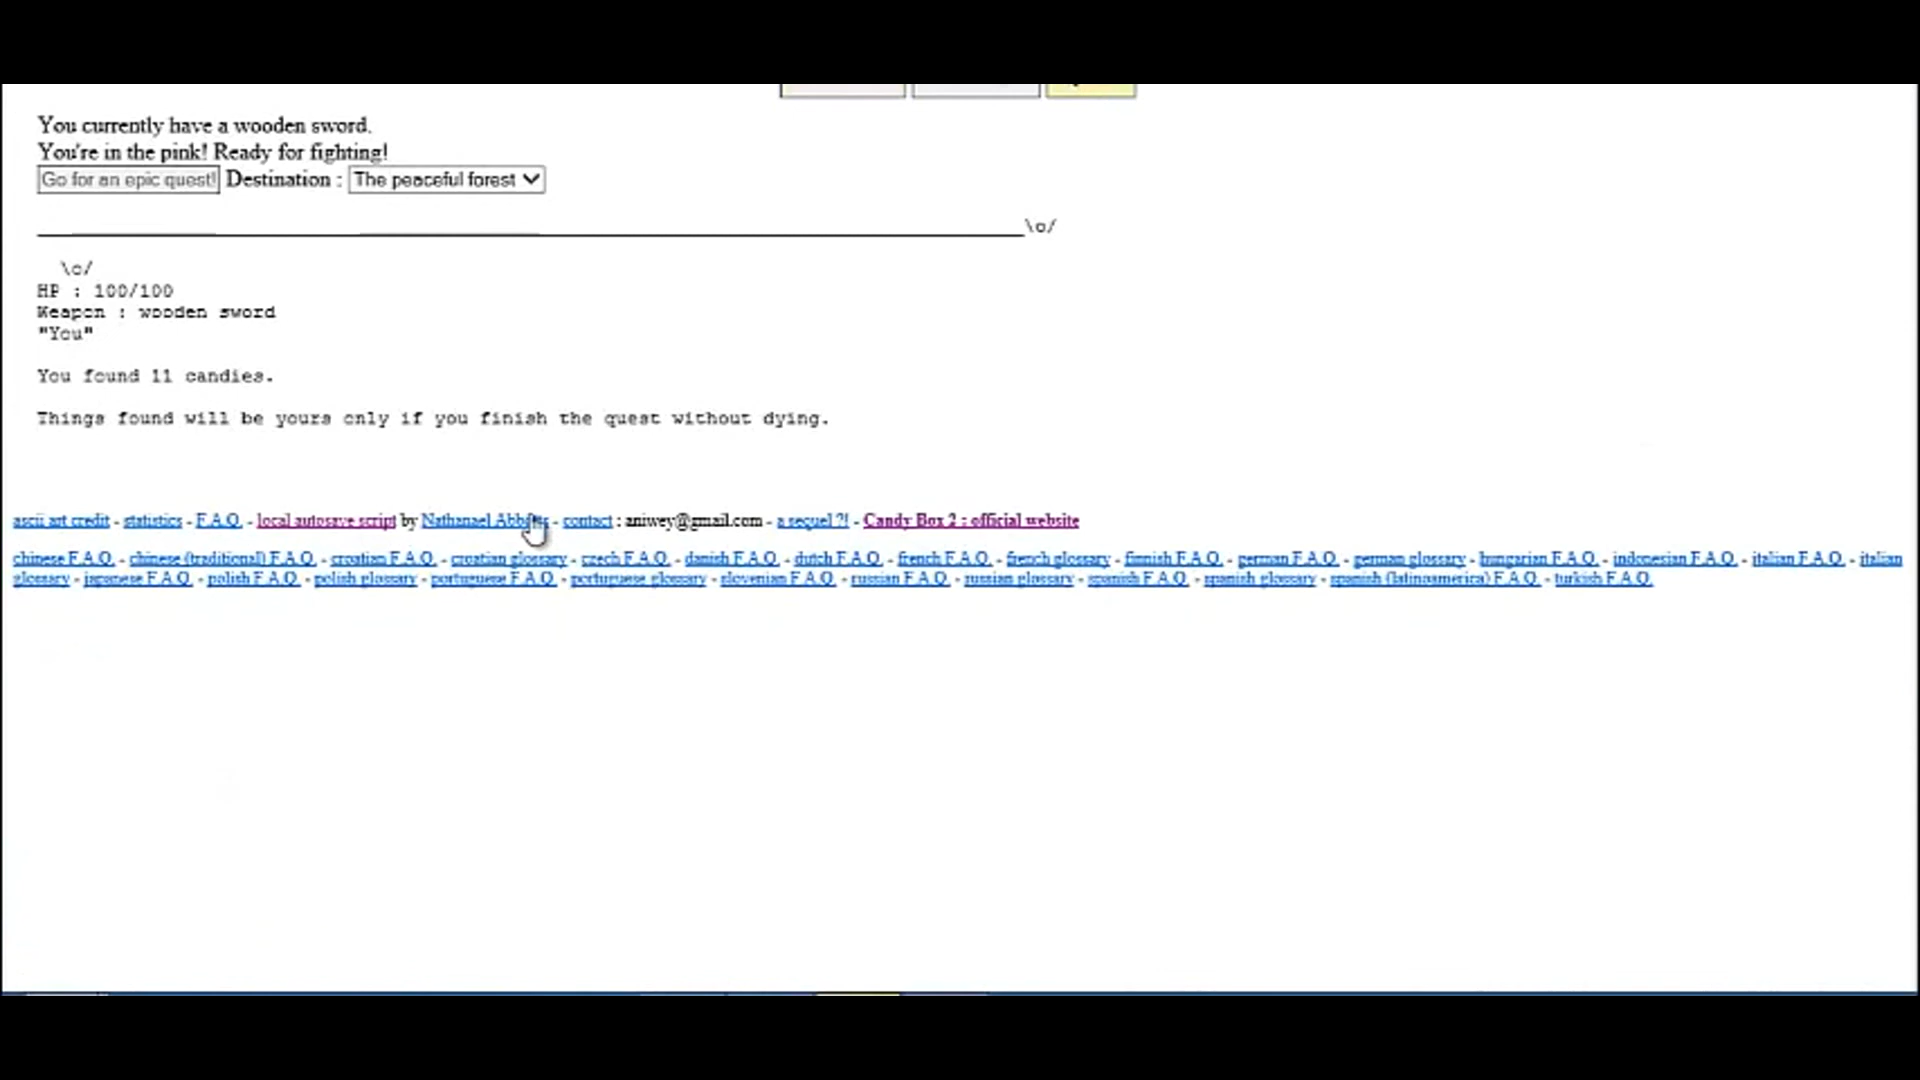 You currently have a wooden sword.
You're in the pink! Ready for fighting!
Go for an epic quest! Destination : The peaceful forest
\o/
\o/
HP : 100/100
Weapon : wooden sword
"You"
You found 11 candies.
Things found will be yours only if you finish the quest without dying.
ascii art credit - statistics - F.A.Q. - local autosave script by Nathanael - contact : aniwey@gmail.com - a sequel ?! - Candy Box 2 : official website
chinese F.A.Q. - chinese (traditional) F.A.Q. - croatian F.A.Q. - croatian glossary - czech F.A.Q. - danish F.A.Q. - dutch F.A.Q. - french F.A.Q. - french glossary - finnish F.A.Q. - german F.A.Q. - german glossary - hungarian F.A.Q. - indonesian F.A.Q. - italian F.A.Q. - italian
glossary - japanese F.A.Q. - polish F.A.Q. - polish glossary - portuguese F.A.Q. - portuguese glossary - slovenian F.A.Q. - russian F.A.Q. - russian glossary - spanish F.A.Q. - spanish glossary - spanish (latinoamerica) F.A.Q. - turkish F.A.Q.